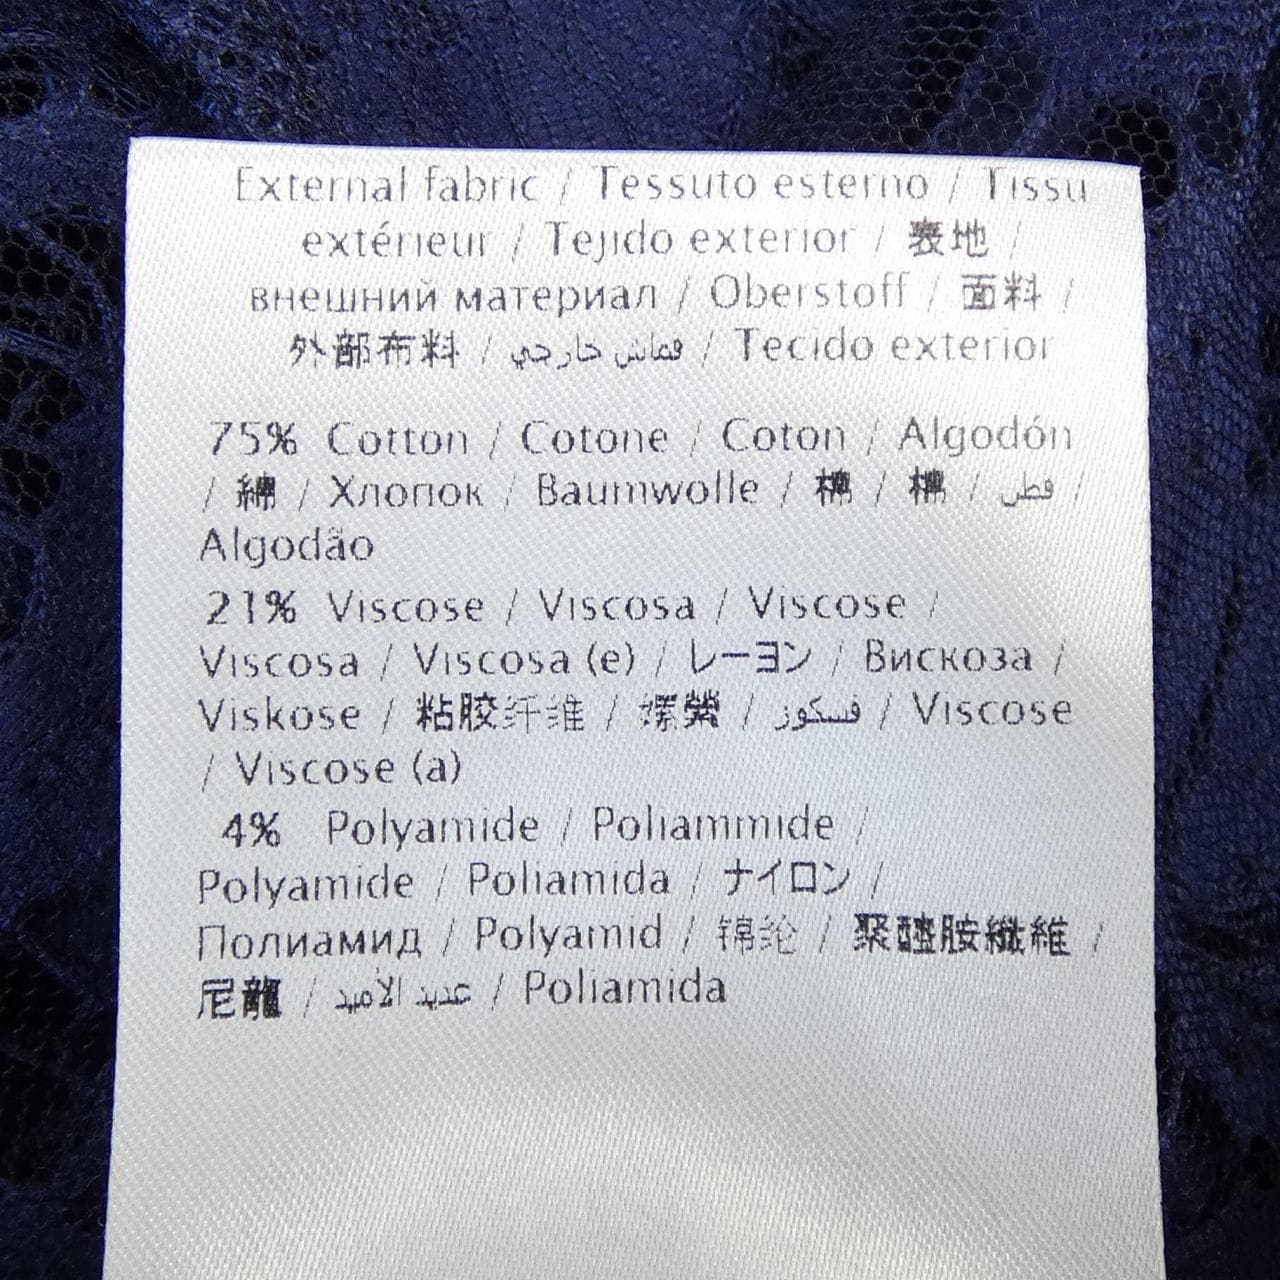 External fabric / Tessuto esterno / Tissu
extérieur / Tejido exterior / 表地 /
внешний материал / Oberstoff / 面料 /
外部布料 / قماش خارجي / Tecido exterior
75% Cotton / Cotone / Coton / Algodón
/ 綿 / Хлопок / Baumwolle / 棉 / 棉 / قطن /
Algodão
21% Viscose / Viscosa / Viscose /
Viscosa / Viscosa (e) / レーヨン / Вискоза /
Viskose / 粘胶纤维 / 嫘縈 / فسكوز / Viscose
/ Viscose (a)
4% Polyamide / Poliammide /
Polyamide / Poliamida / ナイロン /
Полиамид / Polyamid / 锦纶 / 聚醯胺纖維 /
尼龍 / عديد الأميد / Poliamida